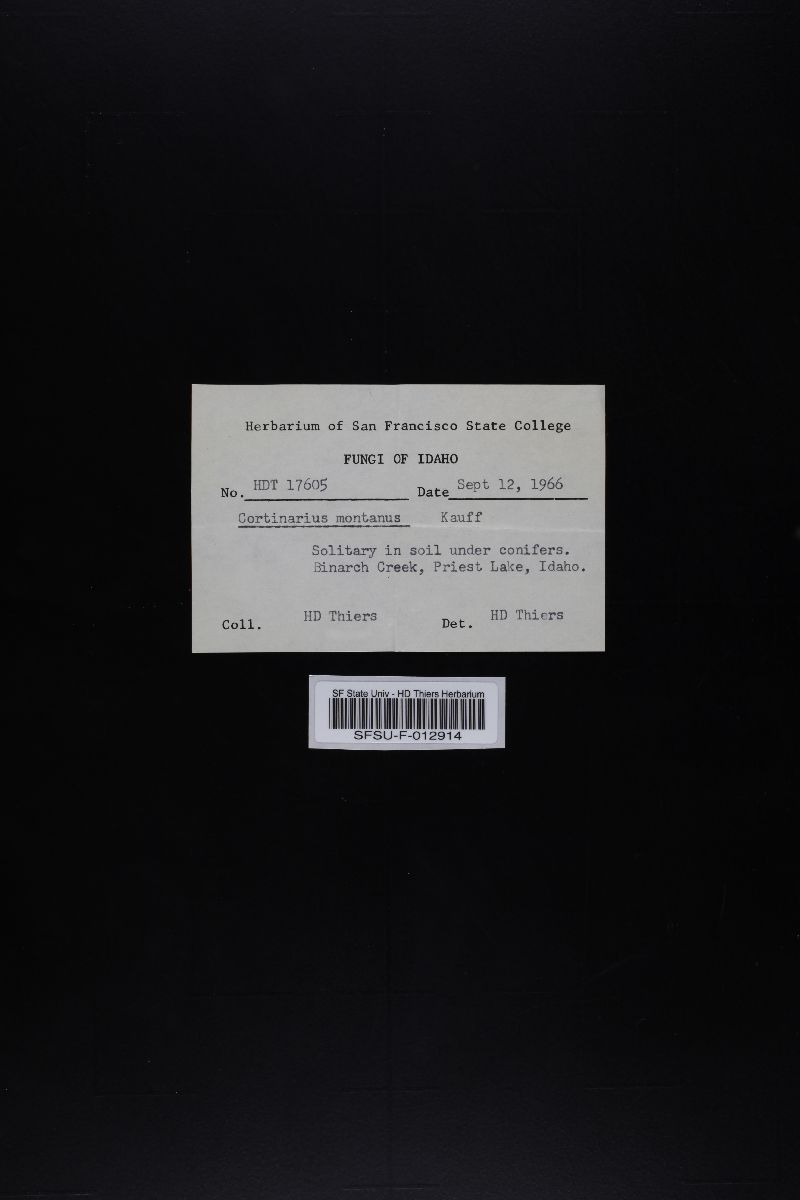 Herbarium of San Francisco State College
FUNGI OF IDAHO
No. HDT 17605 Date Sept 12, 1966
Cortinarius montanus Kauff
Solitary in soil under conifers.
Binarch Creek, Priest Lake, Idaho.
Coll. HD Thiers Det. HD Thiers
SF State Univ - HD Thiers Herbarium
SFSU-F-012914